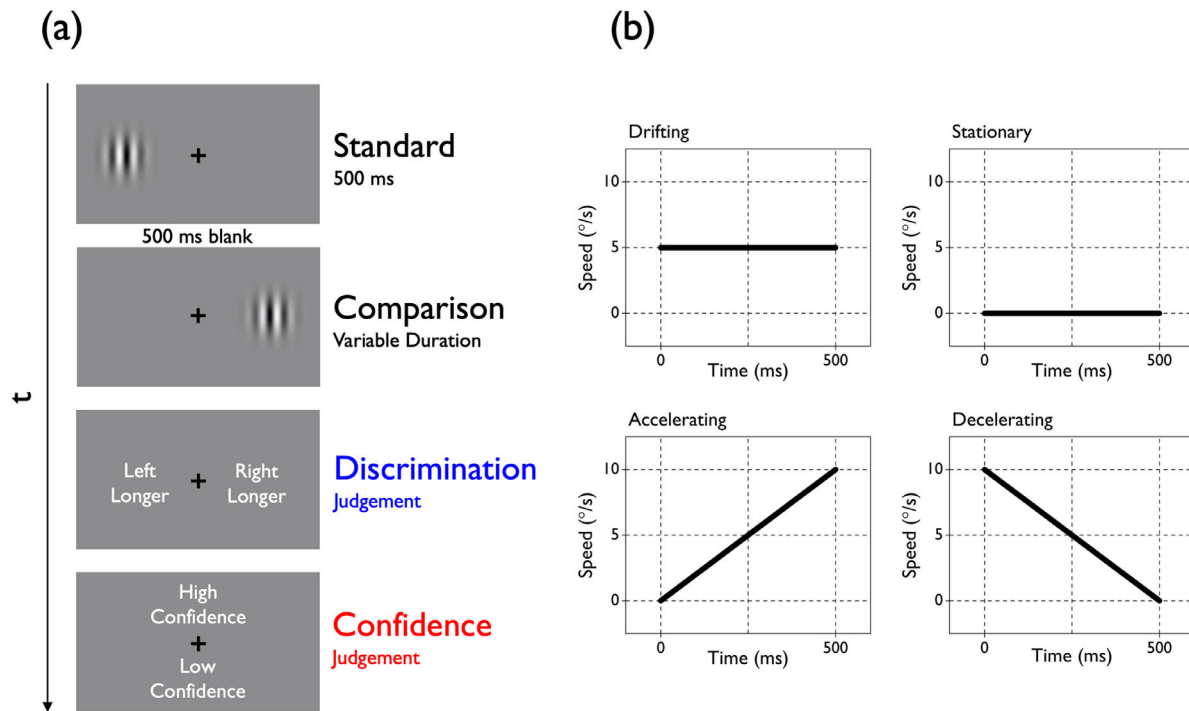 (a)
t
+
Standard
500 ms
500 ms blank
+
Comparison
Variable Duration
Left
Longer
+
Right
Longer
Discrimination
Judgement
High
Confidence
+
Low
Confidence
Confidence
Judgement
(b)
Drifting
Speed (°/s)
10
5
0
0
500
Time (ms)
Stationary
Speed (°/s)
10
5
0
0
500
Time (ms)
Accelerating
Speed (°/s)
10
5
0
0
500
Time (ms)
Decelerating
Speed (°/s)
10
5
0
0
500
Time (ms)